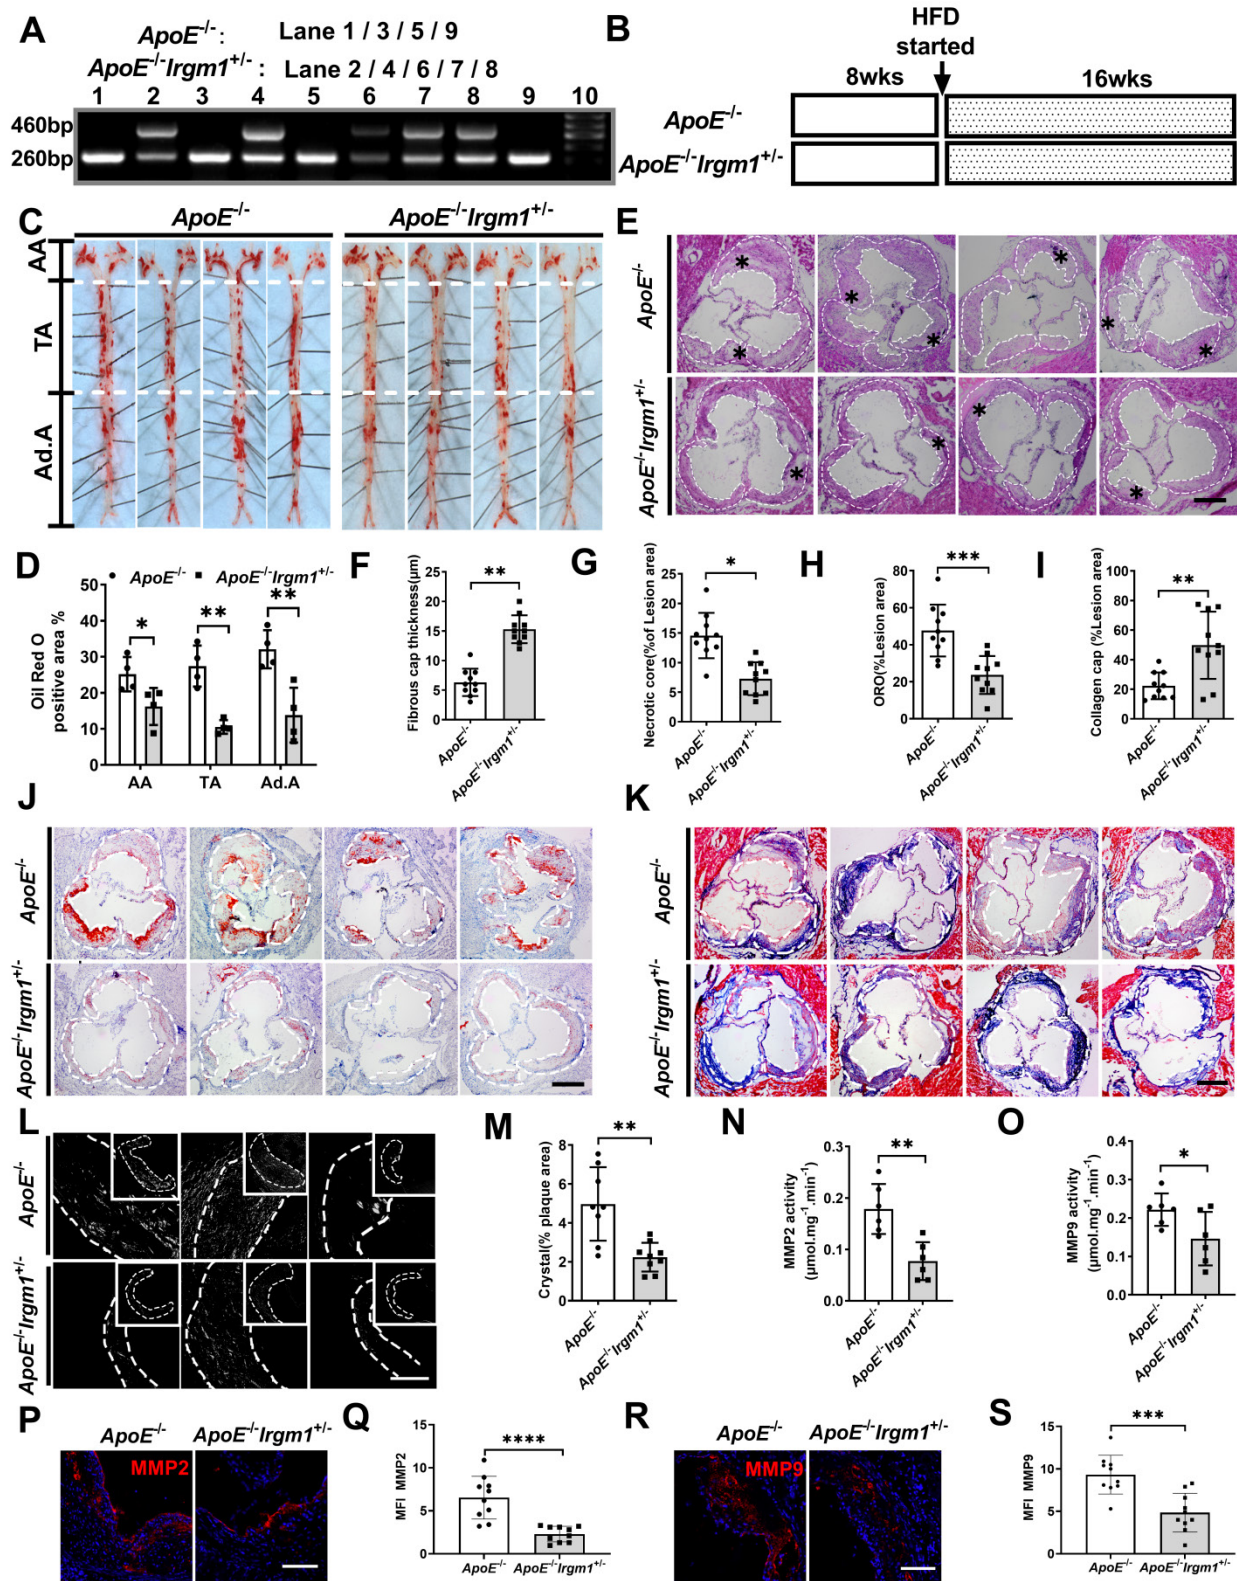 A
ApoE-/-: Lane 1 / 3 / 5 / 9
ApoE-/-Irgm1+/-: Lane 2 / 4 / 6 / 7 / 8
1 2 3 4 5 6 7 8 9 10
460bp
260bp
B
HFD
started
8wks 16wks
ApoE-/-
ApoE-/-Irgm1+/-
C
ApoE-/- ApoE-/-Irgm1+/-
AA
TA
Ad.A
E
ApoE-/-
ApoE-/-Irgm1+/-
* * * * * * *
* * * *
D
ApoE-/- ApoE-/-Irgm1+/-
Oil Red O
positive area %
50
40
30
20
10
0
* ** **
AA TA Ad.A
F
Fibrous cap thickness(µm)
25
20
15
10
5
0
**
ApoE-/-
ApoE-/-Irgm1+/-
G
Necrotic core(%of Lesion area)
25
20
15
10
5
0
*
ApoE-/-
ApoE-/-Irgm1+/-
H
ORO(%Lesion area)
80
60
40
20
0
***
ApoE-/-
ApoE-/-Irgm1+/-
I
Collagen cap (%Lesion area)
100
80
60
40
20
0
**
ApoE-/-
ApoE-/-Irgm1+/-
J
ApoE-/-
ApoE-/-Irgm1+/-
K
ApoE-/-
ApoE-/-Irgm1+/-
L
ApoE-/-
ApoE-/-Irgm1+/-
M
Crystal(% plaque area)
8
6
4
2
0
**
ApoE-/-
ApoE-/-Irgm1+/-
N
MMP2 activity
(µmol.mg-1.min-1)
0.3
0.2
0.1
0.0
**
ApoE-/-
ApoE-/-Irgm1+/-
O
MMP9 activity
(µmol.mg-1.min-1)
0.4
0.3
0.2
0.1
0.0
*
ApoE-/-
ApoE-/-Irgm1+/-
P
ApoE-/- ApoE-/-Irgm1+/-
MMP2
Q
MFI MMP2
15
10
5
0
****
ApoE-/- ApoE-/-Irgm1+/-
R
ApoE-/- ApoE-/-Irgm1+/-
MMP9
S
MFI MMP9
15
10
5
0
***
ApoE-/- ApoE-/-Irgm1+/-